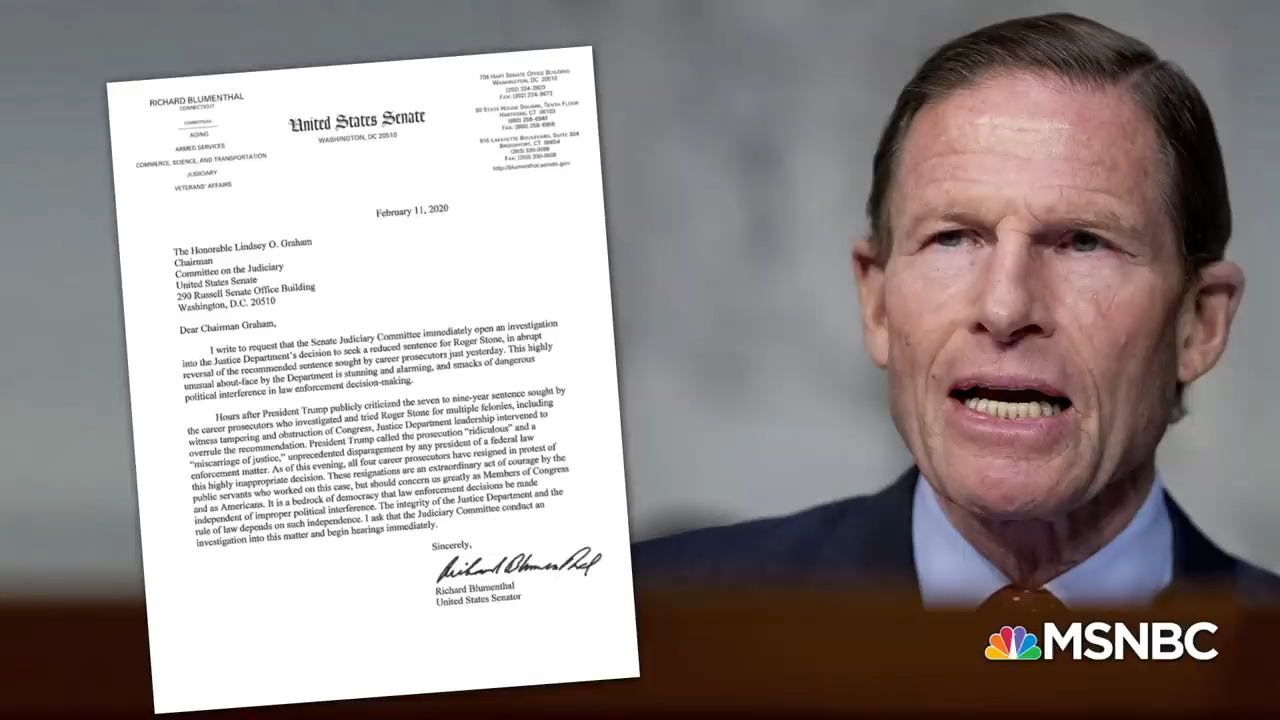 RICHARD BLUMENTHAL
CONNECTICUT
COMMITTEES:
AGING
ARMED SERVICES
COMMERCE, SCIENCE, AND TRANSPORTATION
JUDICIARY
VETERANS' AFFAIRS
United States Senate
WASHINGTON, DC 20510
706 HART SENATE OFFICE BUILDING
WASHINGTON, DC 20510
(202) 224-2823
FAX: (202) 224-9673
90 STATE HOUSE SQUARE, TENTH FLOOR
HARTFORD, CT 06103
(860) 258-6940
FAX: (860) 258-6958
915 LAFAYETTE BOULEVARD, SUITE 304
BRIDGEPORT, CT 06604
(203) 330-0598
FAX: (203) 330-0608
http://blumenthal.senate.gov
February 11, 2020
The Honorable Lindsey O. Graham
Chairman
Committee on the Judiciary
United States Senate
290 Russell Senate Office Building
Washington, D.C. 20510
Dear Chairman Graham,
I write to request that the Senate Judiciary Committee immediately open an investigation
into the Justice Department's decision to seek a reduced sentence for Roger Stone, in abrupt
reversal of the recommended sentence sought by career prosecutors just yesterday. This highly
unusual about-face by the Department is stunning and alarming, and smacks of dangerous
political interference in law enforcement decision-making.
Hours after President Trump publicly criticized the seven to nine-year sentence sought by
the career prosecutors who investigated and tried Roger Stone for multiple felonies, including
witness tampering and obstruction of Congress, Justice Department leadership intervened to
overrule the recommendation. President Trump called the prosecution "ridiculous" and a
"miscarriage of justice," unprecedented disparagement by any president of a federal law
enforcement matter. As of this evening, all four career prosecutors have resigned in protest of
this highly inappropriate decision. These resignations are an extraordinary act of courage by the
public servants who worked on this case, but should concern us greatly as Members of Congress
and as Americans. It is a bedrock of democracy that law enforcement decisions be made
independent of improper political interference. The integrity of the Justice Department and the
rule of law depends on such independence. I ask that the Judiciary Committee conduct an
investigation into this matter and begin hearings immediately.
Sincerely,
Richard Blumenthal
Richard Blumenthal
United States Senator
MSNBC